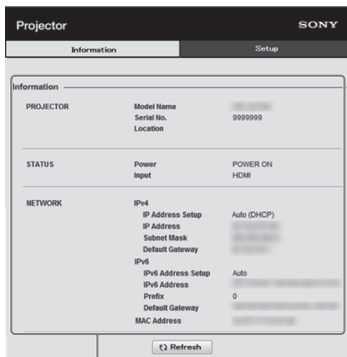 Projector SONY
Information Setup
Information
PROJECTOR Model Name
Serial No. 9999999
Location
STATUS Power POWER ON
Input HDMI
NETWORK IPv4
IP Address Setup Auto (DHCP)
IP Address
Subnet Mask
Default Gateway
IPv6
IPv6 Address Setup Auto
IPv6 Address
Prefix 0
Default Gateway
MAC Address
Refresh